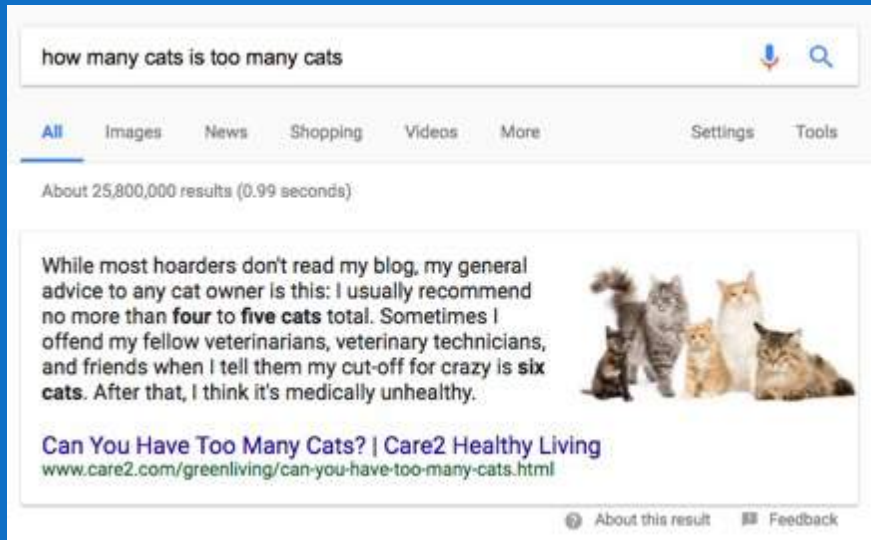 how many cats is too many cats
All Images News Shopping Videos More Settings Tools
About 25,800,000 results (0.99 seconds)
While most hoarders don't read my blog, my general
advice to any cat owner is this: I usually recommend
no more than four to five cats total. Sometimes I
offend my fellow veterinarians, veterinary technicians,
and friends when I tell them my cut-off for crazy is six
cats. After that, I think it's medically unhealthy.
Can You Have Too Many Cats? | Care2 Healthy Living
www.care2.com/greenliving/can-you-have-too-many-cats.html
About this result Feedback